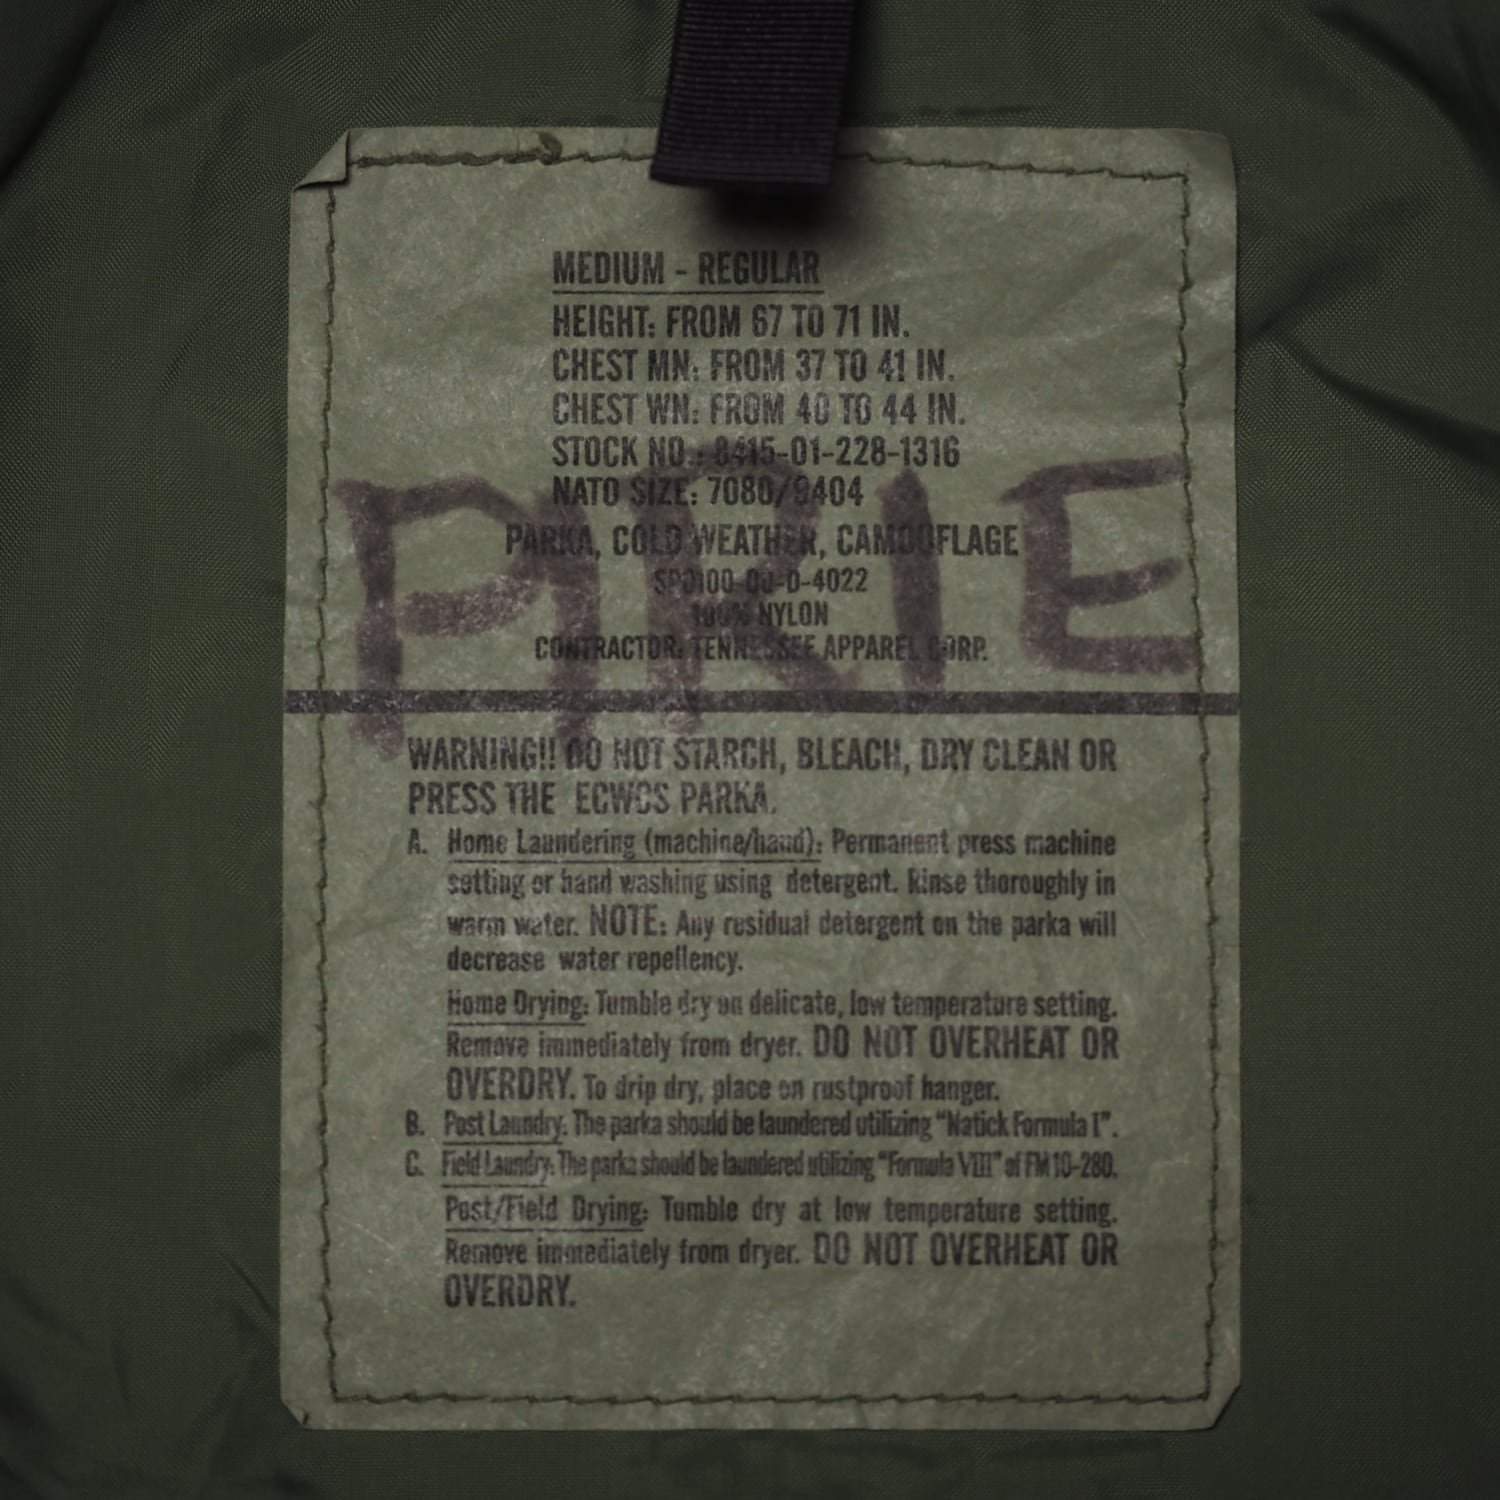 MEDIUM - REGULAR
HEIGHT: FROM 67 TO 71 IN.
CHEST MN: FROM 37 TO 41 IN.
CHEST WN: FROM 40 TO 44 IN.
STOCK NO.: 8415-01-228-1316
NATO SIZE: 7080/9404
PARKA, COLD WEATHER, CAMOUFLAGE
SP0100-00-D-4022
100% NYLON
CONTRACTOR: TENNESSEE APPAREL CORP.
PIRIE
WARNING!! DO NOT STARCH, BLEACH, DRY CLEAN OR
PRESS THE ECWCS PARKA.
A. Home Laundering (machine/hand): Permanent press machine
setting or hand washing using detergent. Rinse thoroughly in
warm water. NOTE: Any residual detergent on the parka will
decrease water repellency.
Home Drying: Tumble dry on delicate, low temperature setting.
Remove immediately from dryer. DO NOT OVERHEAT OR
OVERDRY. To drip dry, place on rustproof hanger.
B. Post Laundry: The parka should be laundered utilizing "Natick Formula I".
C. Field Laundry: The parka should be laundered utilizing "Formula VIII" of FM 10-280.
Post/Field Drying: Tumble dry at low temperature setting.
Remove immediately from dryer. DO NOT OVERHEAT OR
OVERDRY.